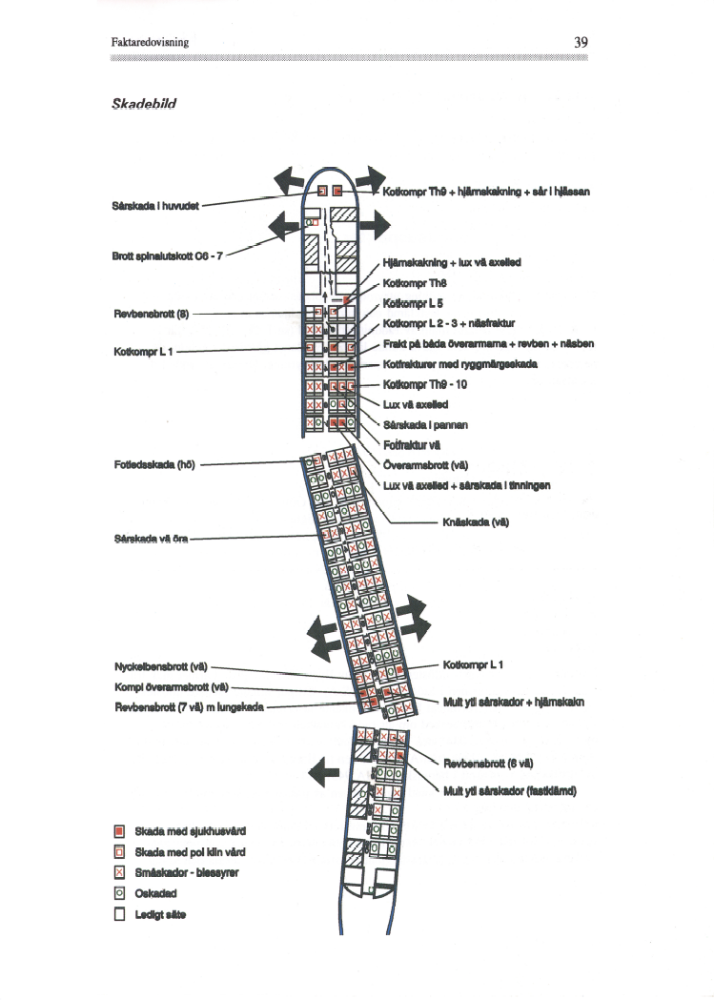 Faktaredovisning
39
Skadebild
Kotkompr Th9 + hjärnskakning + sår i hjässan
Sårskada i huvudet
Brott spinalutskott C6 - 7
Hjärnskakning + lux vä axelled
Kotkompr Th8
Kotkompr L 5
Revbensbrott (8)
Kotkompr L 2 - 3 + näsfraktur
Frakt på båda överarmarna + revben + näsben
Kotkompr L 1
Kotfrakturer med ryggmärgsskada
Kotkompr Th9 - 10
Lux vä axelled
Sårskada i pannan
Fotfraktur vä
Fotledsskada (hö)
Överarmsbrott (vä)
Lux vä axelled + sårskada i tinningen
Knäskada (vä)
Sårskada vä öra
Nyckelbensbrott (vä)
Kotkompr L 1
Kompl överarmsbrott (vä)
Mult ytl sårskador + hjärnskakn
Revbensbrott (7 vä) m lungskada
Revbensbrott (6 vä)
Mult ytl sårskador (fastklämd)
Skada med sjukhusvård
Skada med pol klin vård
Småskador - blessyrer
Oskadad
Ledigt säte